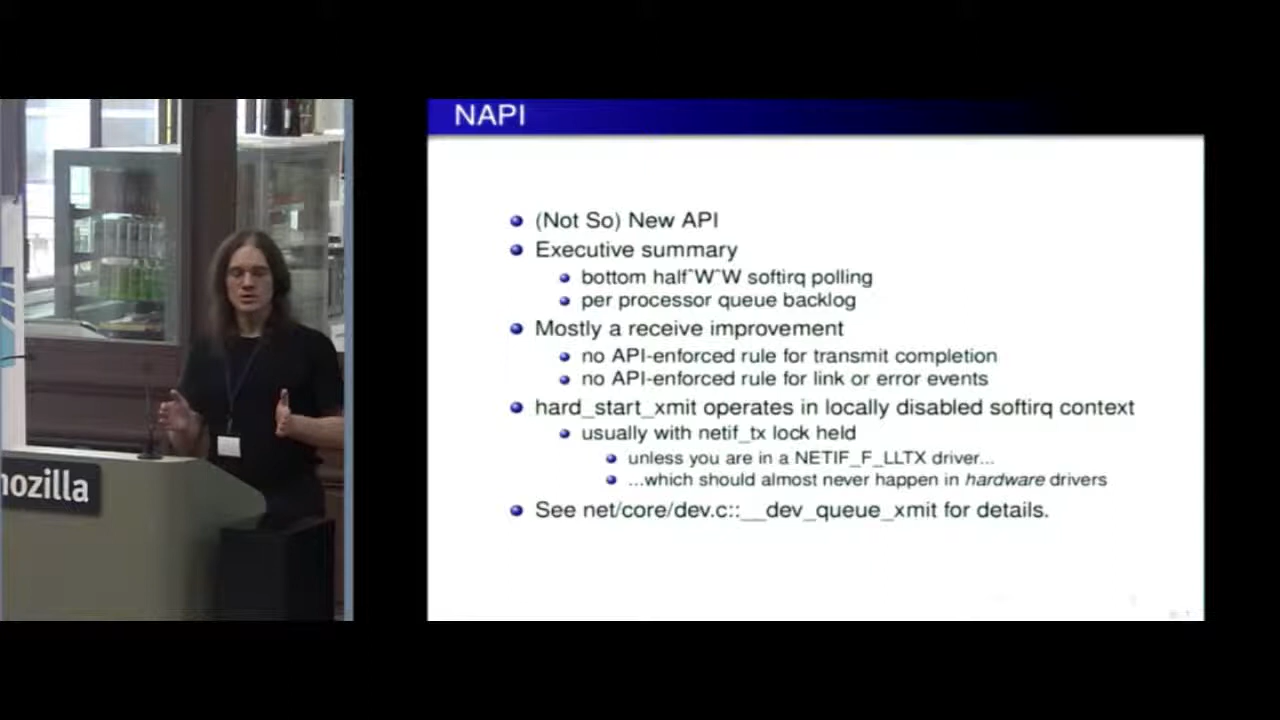 NAPI
(Not So) New API
Executive summary
bottom half^W^W softirq polling
per processor queue backlog
Mostly a receive improvement
no API-enforced rule for transmit completion
no API-enforced rule for link or error events
hard_start_xmit operates in locally disabled softirq context
usually with netif_tx lock held
unless you are in a NETIF_F_LLTX driver...
...which should almost never happen in hardware drivers
See net/core/dev.c::__dev_queue_xmit for details.
mozilla